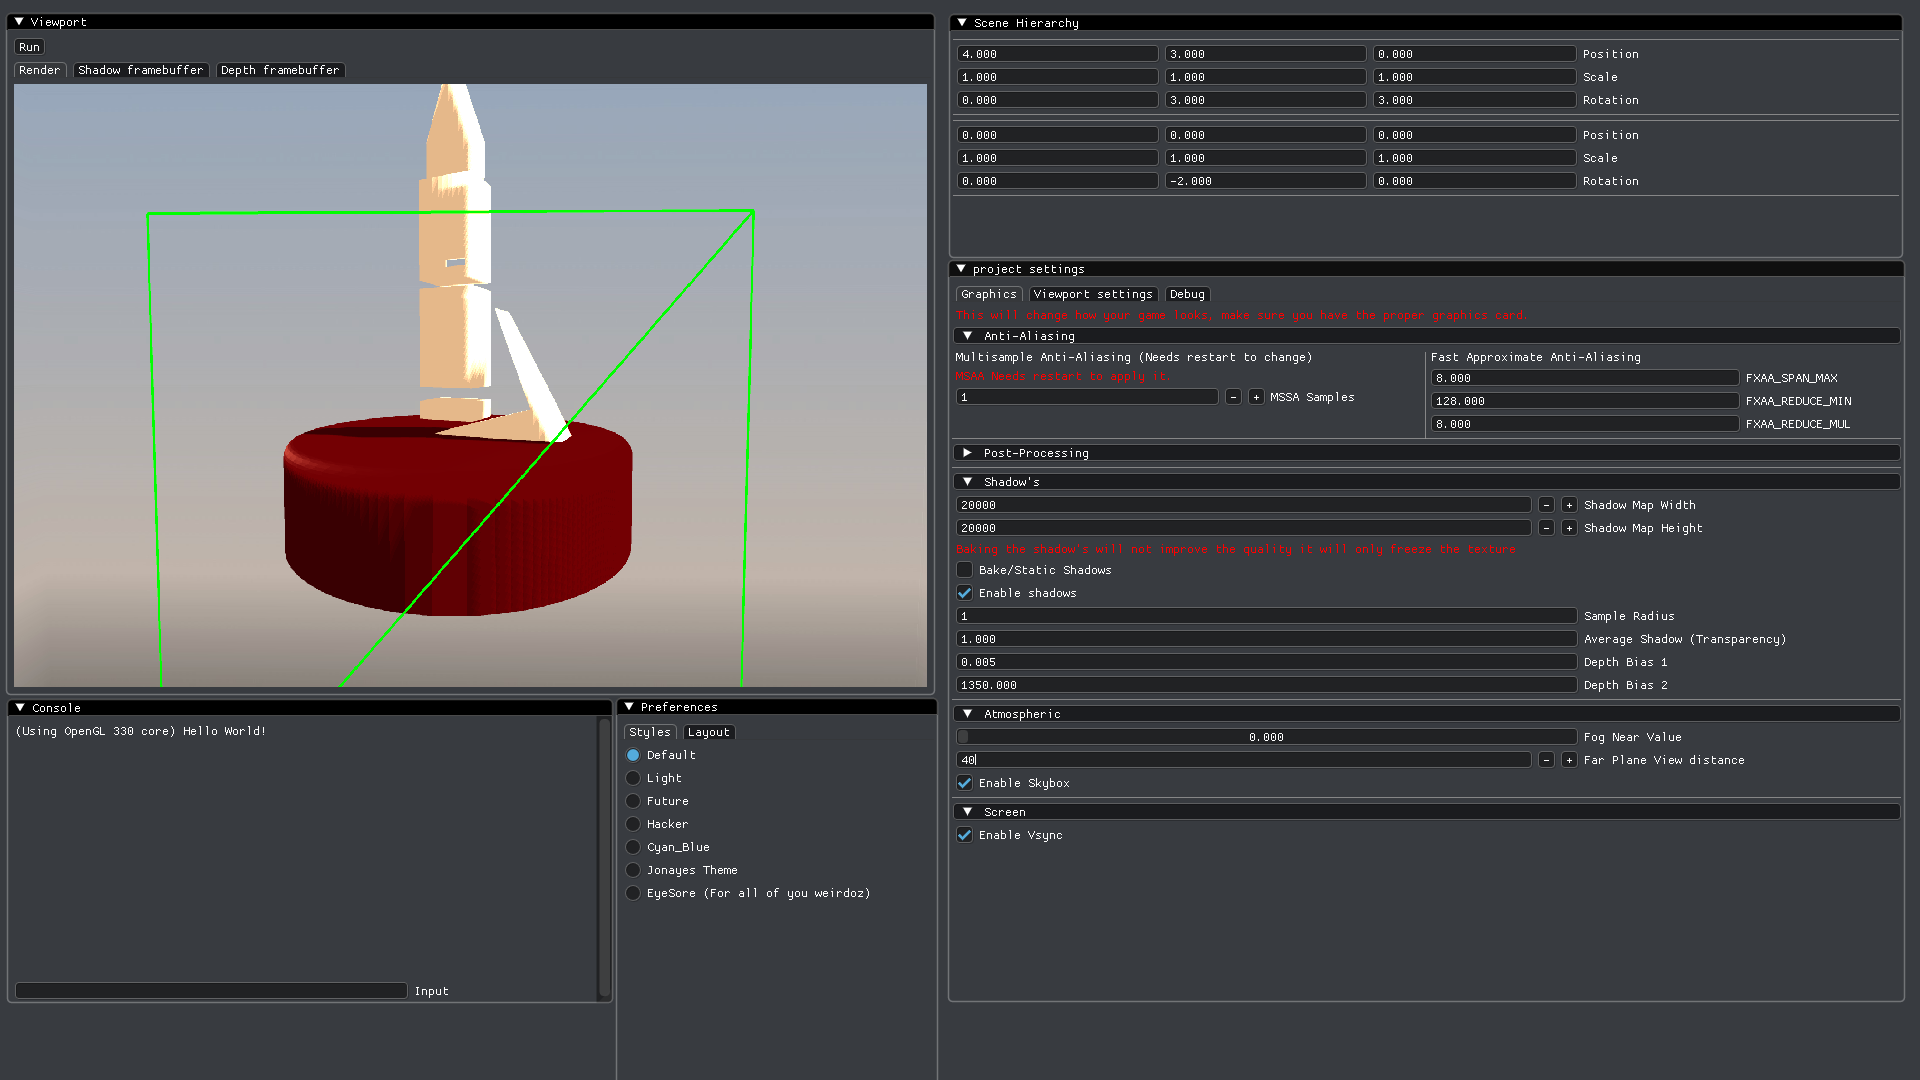 Viewport
Run
Render Shadow framebuffer Depth framebuffer
Scene Hierarchy
4.000 3.000 0.000 Position
1.000 1.000 1.000 Scale
0.000 3.000 3.000 Rotation
0.000 0.000 0.000 Position
1.000 1.000 1.000 Scale
0.000 -2.000 0.000 Rotation
project settings
Graphics Viewport settings Debug
This will change how your game looks, make sure you have the proper graphics card.
Anti-Aliasing
Multisample Anti-Aliasing (Needs restart to change)
MSAA Needs restart to apply it.
1 - + MSSA Samples
Fast Approximate Anti-Aliasing
8.000 FXAA_SPAN_MAX
128.000 FXAA_REDUCE_MIN
8.000 FXAA_REDUCE_MUL
Post-Processing
Shadow's
20000 - + Shadow Map Width
20000 - + Shadow Map Height
Baking the shadow's will not improve the quality it will only freeze the texture
Bake/Static Shadows
Enable shadows
1 Sample Radius
1.000 Average Shadow (Transparency)
0.005 Depth Bias 1
1350.000 Depth Bias 2
Atmospheric
0.000 Fog Near Value
40 - + Far Plane View distance
Enable Skybox
Screen
Enable Vsync
Console
(Using OpenGL 330 core) Hello World!
Input
Preferences
Styles Layout
Default
Light
Future
Hacker
Cyan_Blue
Jonayes Theme
EyeSore (For all of you weirdoz)